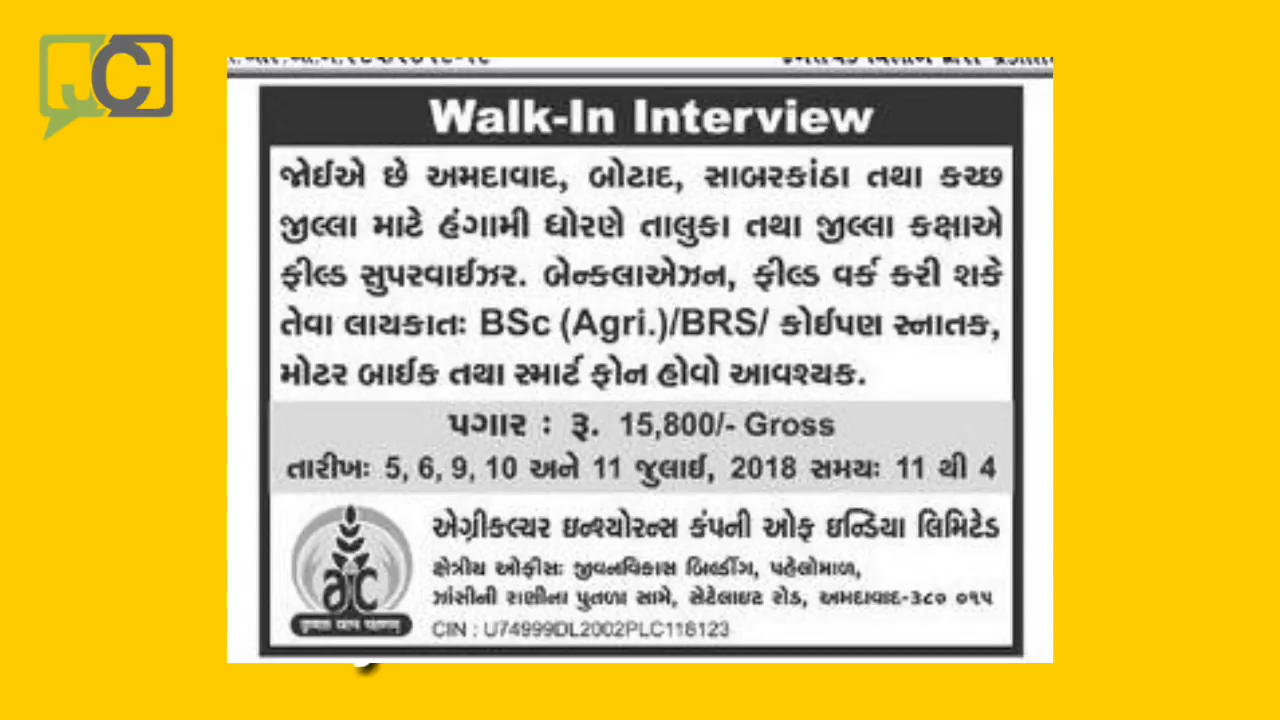 JC
Walk-In Interview
જોઈએ છે અમદાવાદ, બોટાદ, સાબરકાંઠા તથા કચ્છ
જીલ્લા માટે હંગામી ધોરણે તાલુકા તથા જીલ્લા કક્ષાએ
ફીલ્ડ સુપરવાઈઝર. બેન્કલાએઝન, ફીલ્ડ વર્ક કરી શકે
તેવા લાયકાતઃ BSc (Agri.)/BRS/ કોઈપણ સ્નાતક,
મોટર બાઈક તથા સ્માર્ટ ફોન હોવો આવશ્યક.
પગાર : રૂ. 15,800/- Gross
તારીખઃ 5, 6, 9, 10 અને 11 જુલાઈ, 2018 સમયઃ 11 થી 4
એગ્રીકલ્ચર ઇન્શ્યોરન્સ કંપની ઓફ ઇન્ડિયા લિમિટેડ
ક્ષેત્રીય ઓફીસઃ જીવનવિકાસ બિલ્ડીંગ, પહેલોમાળ,
ઝાંસીની રાણીના પુતળા સામે, સેટેલાઇટ રોડ, અમદાવાદ-૩૮૦ ૦૧૫
aic
CIN : U74999DL2002PLC118123